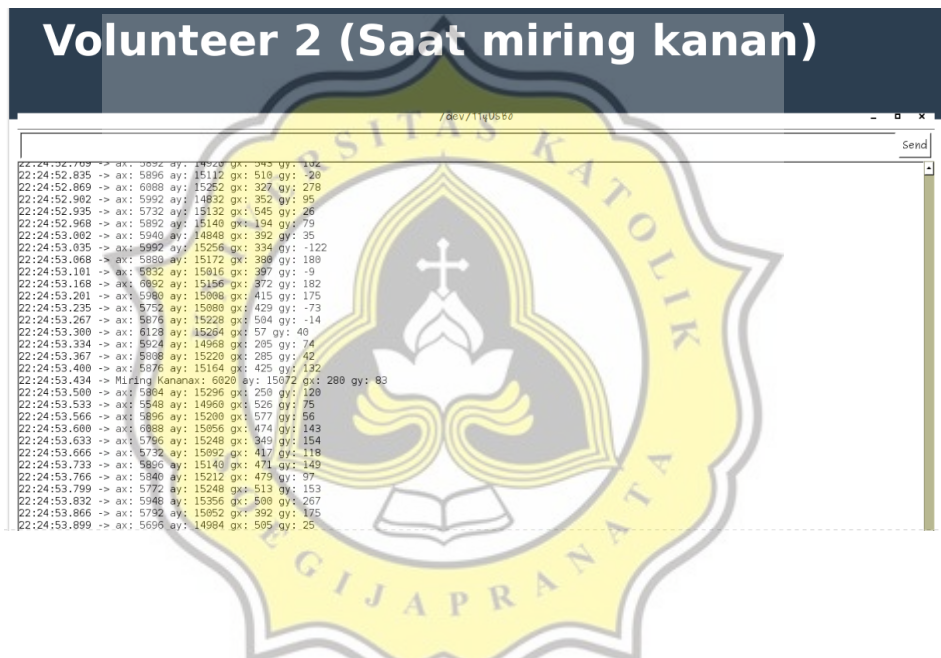 Volunteer 2 (Saat miring kanan)
/dev/ttyUSB0
Send
22:24:52.769 -> ax: 5892 ay: 14920 gx: 543 gy: 102
22:24:52.835 -> ax: 5896 ay: 15112 gx: 510 gy: -20
22:24:52.869 -> ax: 6088 ay: 15252 gx: 327 gy: 278
22:24:52.902 -> ax: 5992 ay: 14832 gx: 352 gy: 95
22:24:52.935 -> ax: 5732 ay: 15132 gx: 545 gy: 26
22:24:52.968 -> ax: 5892 ay: 15140 gx: 194 gy: 79
22:24:53.002 -> ax: 5940 ay: 14848 gx: 392 gy: 35
22:24:53.035 -> ax: 5992 ay: 15256 gx: 334 gy: -122
22:24:53.068 -> ax: 5880 ay: 15172 gx: 380 gy: 180
22:24:53.101 -> ax: 5832 ay: 15016 gx: 397 gy: -9
22:24:53.168 -> ax: 6092 ay: 15156 gx: 372 gy: 182
22:24:53.201 -> ax: 5980 ay: 15008 gx: 415 gy: 175
22:24:53.235 -> ax: 5752 ay: 15080 gx: 429 gy: -73
22:24:53.267 -> ax: 5876 ay: 15228 gx: 504 gy: -14
22:24:53.300 -> ax: 6128 ay: 15264 gx: 57 gy: 40
22:24:53.334 -> ax: 5924 ay: 14968 gx: 205 gy: 74
22:24:53.367 -> ax: 5808 ay: 15220 gx: 285 gy: 42
22:24:53.400 -> ax: 5876 ay: 15164 gx: 425 gy: 132
22:24:53.434 -> Miring Kananax: 6020 ay: 15072 gx: 280 gy: 83
22:24:53.500 -> ax: 5804 ay: 15296 gx: 250 gy: 120
22:24:53.533 -> ax: 5548 ay: 14960 gx: 526 gy: 75
22:24:53.566 -> ax: 5896 ay: 15200 gx: 577 gy: 56
22:24:53.600 -> ax: 6088 ay: 15056 gx: 474 gy: 143
22:24:53.633 -> ax: 5796 ay: 15248 gx: 349 gy: 154
22:24:53.666 -> ax: 5732 ay: 15092 gx: 417 gy: 118
22:24:53.733 -> ax: 5896 ay: 15140 gx: 471 gy: 149
22:24:53.766 -> ax: 5840 ay: 15212 gx: 479 gy: 97
22:24:53.799 -> ax: 5772 ay: 15248 gx: 513 gy: 153
22:24:53.832 -> ax: 5948 ay: 15356 gx: 500 gy: 267
22:24:53.866 -> ax: 5792 ay: 15052 gx: 392 gy: 175
22:24:53.899 -> ax: 5696 ay: 14984 gx: 505 gy: 25
KATOLIK